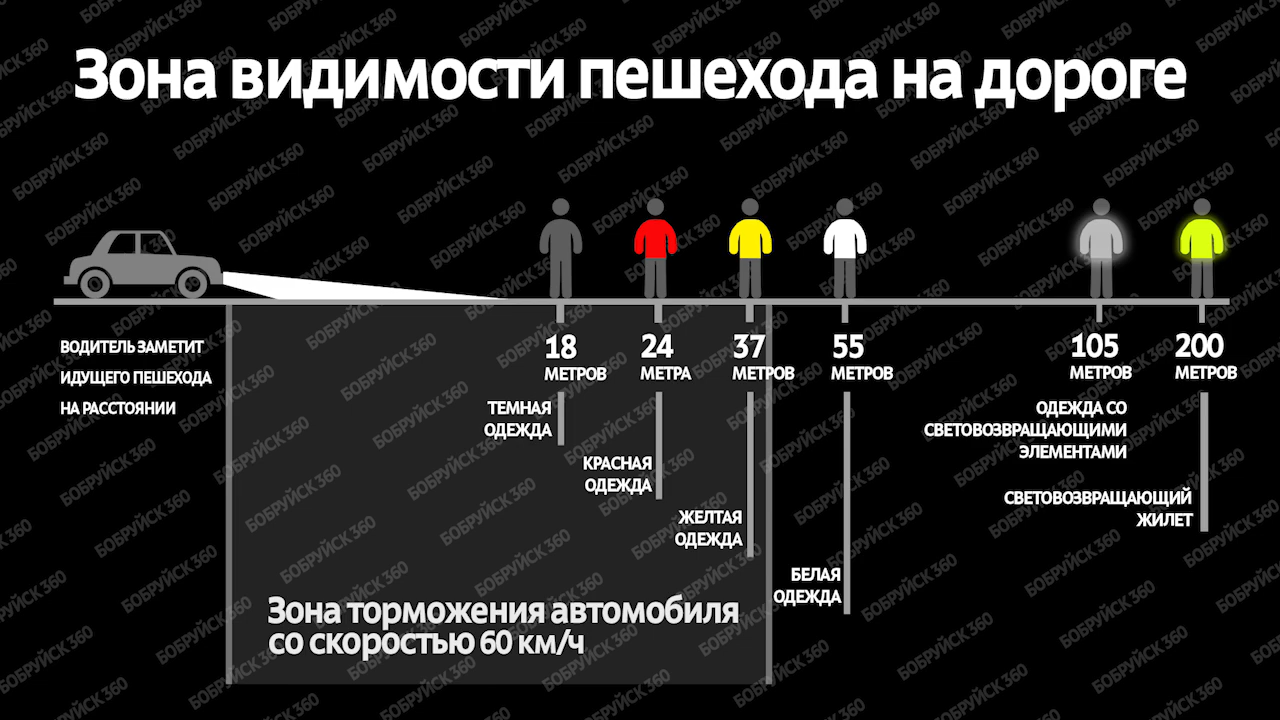 Зона видимости пешехода на дороге
ВОДИТЕЛЬ ЗАМЕТИТ
ИДУЩЕГО ПЕШЕХОДА
НА РАССТОЯНИИ
18
МЕТРОВ
ТЕМНАЯ
ОДЕЖДА
24
МЕТРА
КРАСНАЯ
ОДЕЖДА
37
МЕТРОВ
ЖЕЛТАЯ
ОДЕЖДА
55
МЕТРОВ
БЕЛАЯ
ОДЕЖДА
105
МЕТРОВ
ОДЕЖДА СО
СВЕТОВОЗВРАЩАЮЩИМИ
ЭЛЕМЕНТАМИ
200
МЕТРОВ
СВЕТОВОЗВРАЩАЮЩИЙ
ЖИЛЕТ
Зона торможения автомобиля
со скоростью 60 км/ч
БОБРУЙСК 360